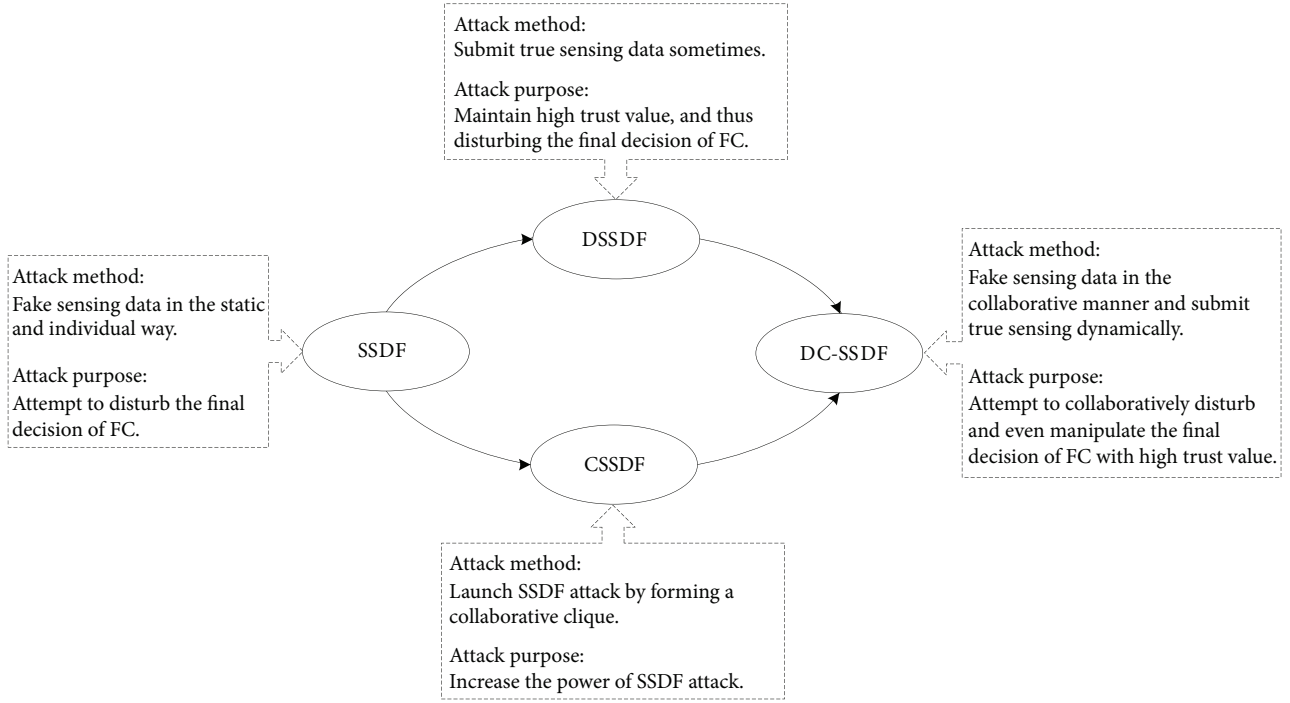 Attack method:
Submit true sensing data sometimes.
Attack purpose:
Maintain high trust value, and thus
disturbing the final decision of FC.
DSSDF
Attack method:
Fake sensing data in the static
and individual way.
Attack purpose:
Attempt to disturb the final
decision of FC.
SSDF
DC-SSDF
Attack method:
Fake sensing data in the
collaborative manner and submit
true sensing dynamically.
Attack purpose:
Attempt to collaboratively disturb
and even manipulate the final
decision of FC with high trust value.
CSSDF
Attack method:
Launch SSDF attack by forming a
collaborative clique.
Attack purpose:
Increase the power of SSDF attack.